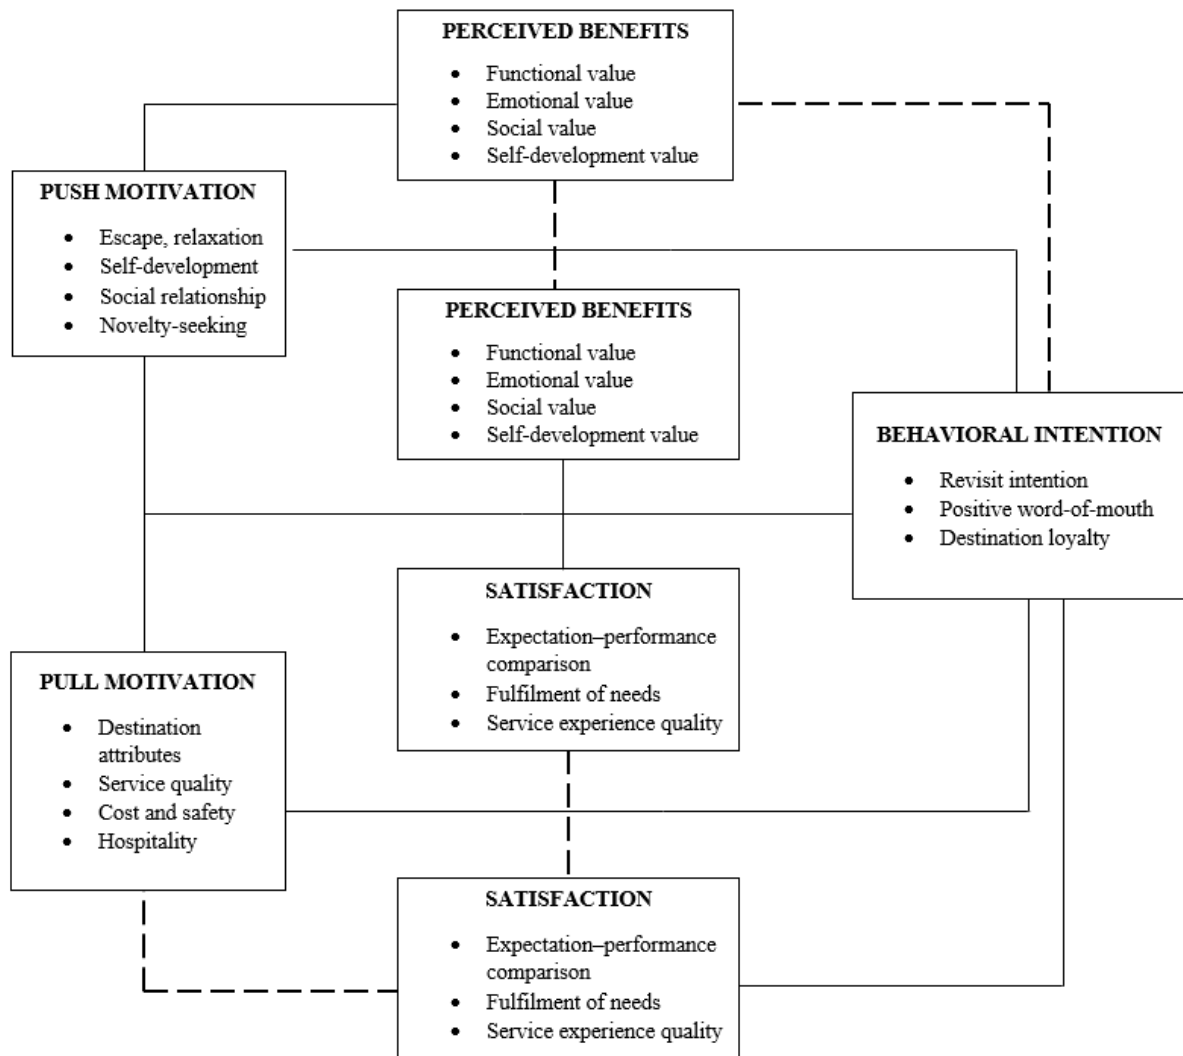 PERCEIVED BENEFITS
• Functional value
• Emotional value
• Social value
• Self-development value
PUSH MOTIVATION
• Escape, relaxation
• Self-development
• Social relationship
• Novelty-seeking
PERCEIVED BENEFITS
• Functional value
• Emotional value
• Social value
• Self-development value
BEHAVIORAL INTENTION
• Revisit intention
• Positive word-of-mouth
• Destination loyalty
SATISFACTION
• Expectation–performance
comparison
• Fulfilment of needs
• Service experience quality
PULL MOTIVATION
• Destination
attributes
• Service quality
• Cost and safety
• Hospitality
SATISFACTION
• Expectation–performance
comparison
• Fulfilment of needs
• Service experience quality